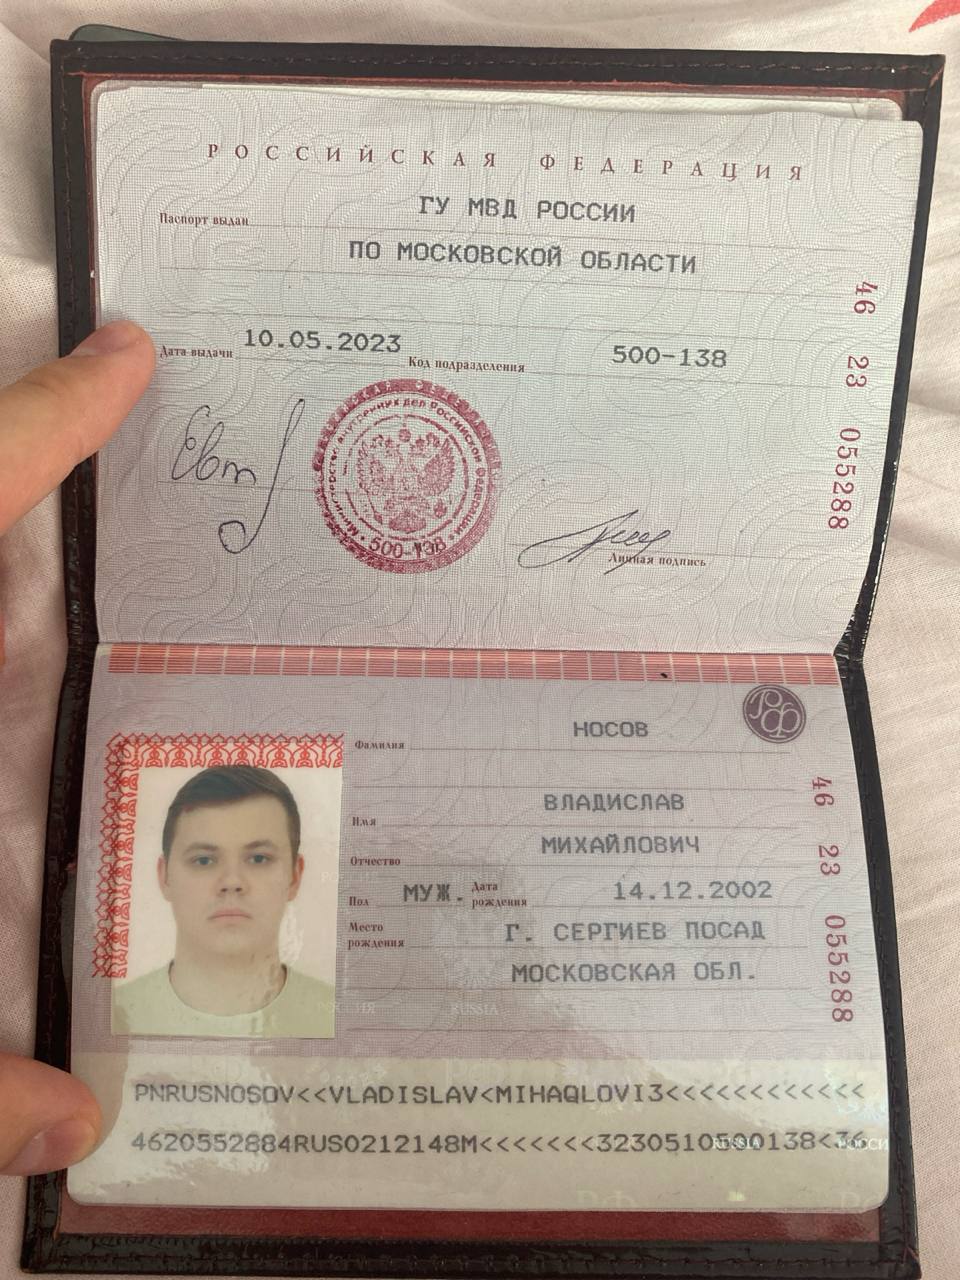 РОССИЙСКАЯ ФЕДЕРАЦИЯ
Паспорт выдан ГУ МВД РОССИИ
ПО МОСКОВСКОЙ ОБЛАСТИ
Дата выдачи 10.05.2023 Код подразделения 500-138
Министерство внутренних дел Российской Федерации
500-138
Личная подпись
46 23 055288
РФ
Фамилия НОСОВ
Имя ВЛАДИСЛАВ
Отчество МИХАЙЛОВИЧ
Пол МУЖ. Дата рождения 14.12.2002
Место рождения Г. СЕРГИЕВ ПОСАД
МОСКОВСКАЯ ОБЛ.
46 23 055288
РОССИЯ RUSSIA
PNRUSNOSOV<<VLADISLAV<MIHAQLOVI3<<<<<<<<<<<<
4620552884RUS0212148M<<<<<<<3230510500138<36